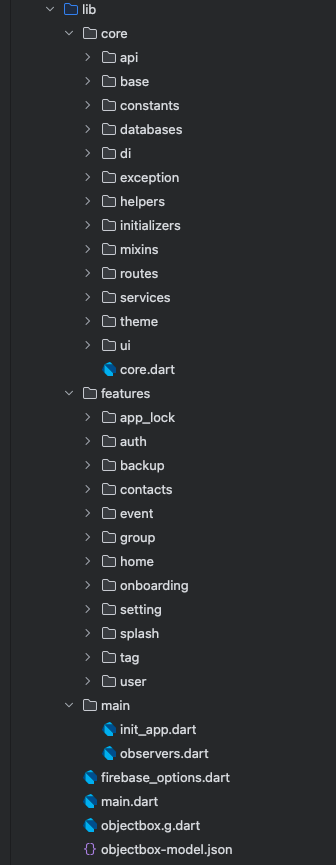 lib
core
api
base
constants
databases
di
exception
helpers
initializers
mixins
routes
services
theme
ui
core.dart
features
app_lock
auth
backup
contacts
event
group
home
onboarding
setting
splash
tag
user
main
init_app.dart
observers.dart
firebase_options.dart
main.dart
objectbox.g.dart
objectbox-model.json